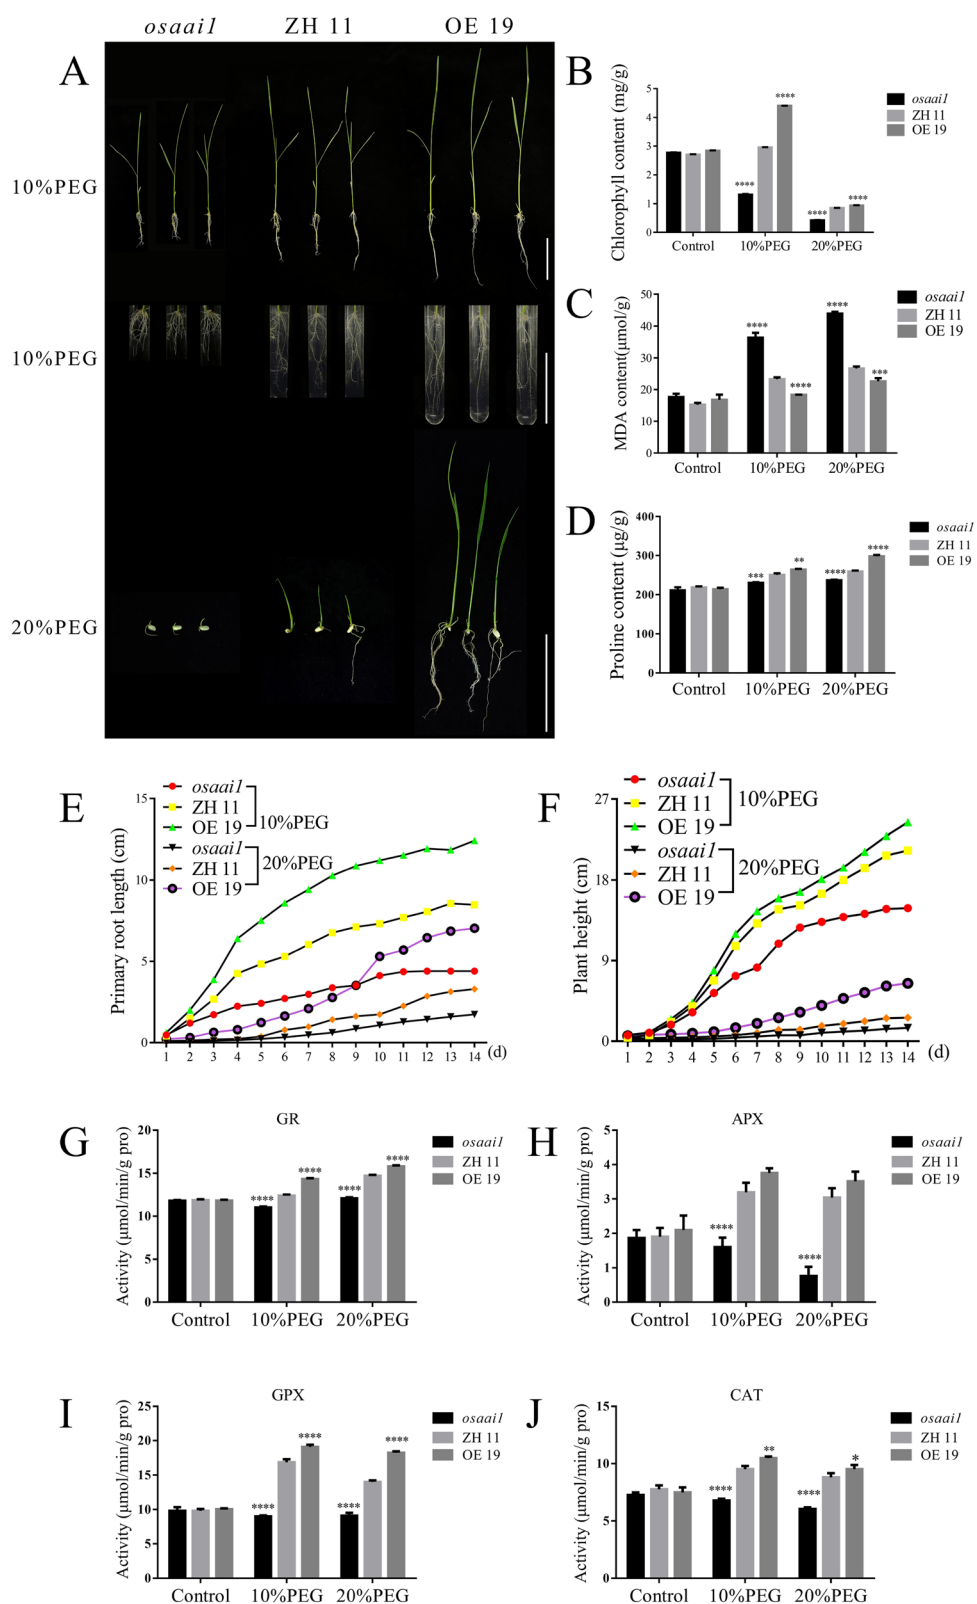 osaai1 ZH 11 OE 19
A
10%PEG
10%PEG
20%PEG
B
Chlorophyll content (mg/g)
5
4
3
2
1
0
**** **** **** ****
Control 10%PEG 20%PEG
osaai1
ZH 11
OE 19
C
MDA content(μmol/g)
50
40
30
20
10
0
**** **** **** ***
Control 10%PEG 20%PEG
osaai1
ZH 11
OE 19
D
Proline content (μg/g)
400
300
200
100
0
*** ** **** ****
Control 10%PEG 20%PEG
osaai1
ZH 11
OE 19
E
Primary root length (cm)
15
10
5
0
1 2 3 4 5 6 7 8 9 10 11 12 13 14 (d)
osaai1
ZH 11
OE 19
10%PEG
osaai1
ZH 11
OE 19
20%PEG
F
Plant height (cm)
27
18
9
0
1 2 3 4 5 6 7 8 9 10 11 12 13 14 (d)
osaai1
ZH 11
OE 19
10%PEG
osaai1
ZH 11
OE 19
20%PEG
G
GR
Activity (μmol/min/g pro)
20
15
10
5
0
**** **** **** ****
Control 10%PEG 20%PEG
osaai1
ZH 11
OE 19
H
APX
Activity (μmol/min/g pro)
5
4
3
2
1
0
**** ****
Control 10%PEG 20%PEG
osaai1
ZH 11
OE 19
I
GPX
Activity (μmol/min/g pro)
25
20
15
10
5
0
**** **** **** ****
Control 10%PEG 20%PEG
osaai1
ZH 11
OE 19
J
CAT
Activity (μmol/min/g pro)
15
10
5
0
**** ** **** *
Control 10%PEG 20%PEG
osaai1
ZH 11
OE 19